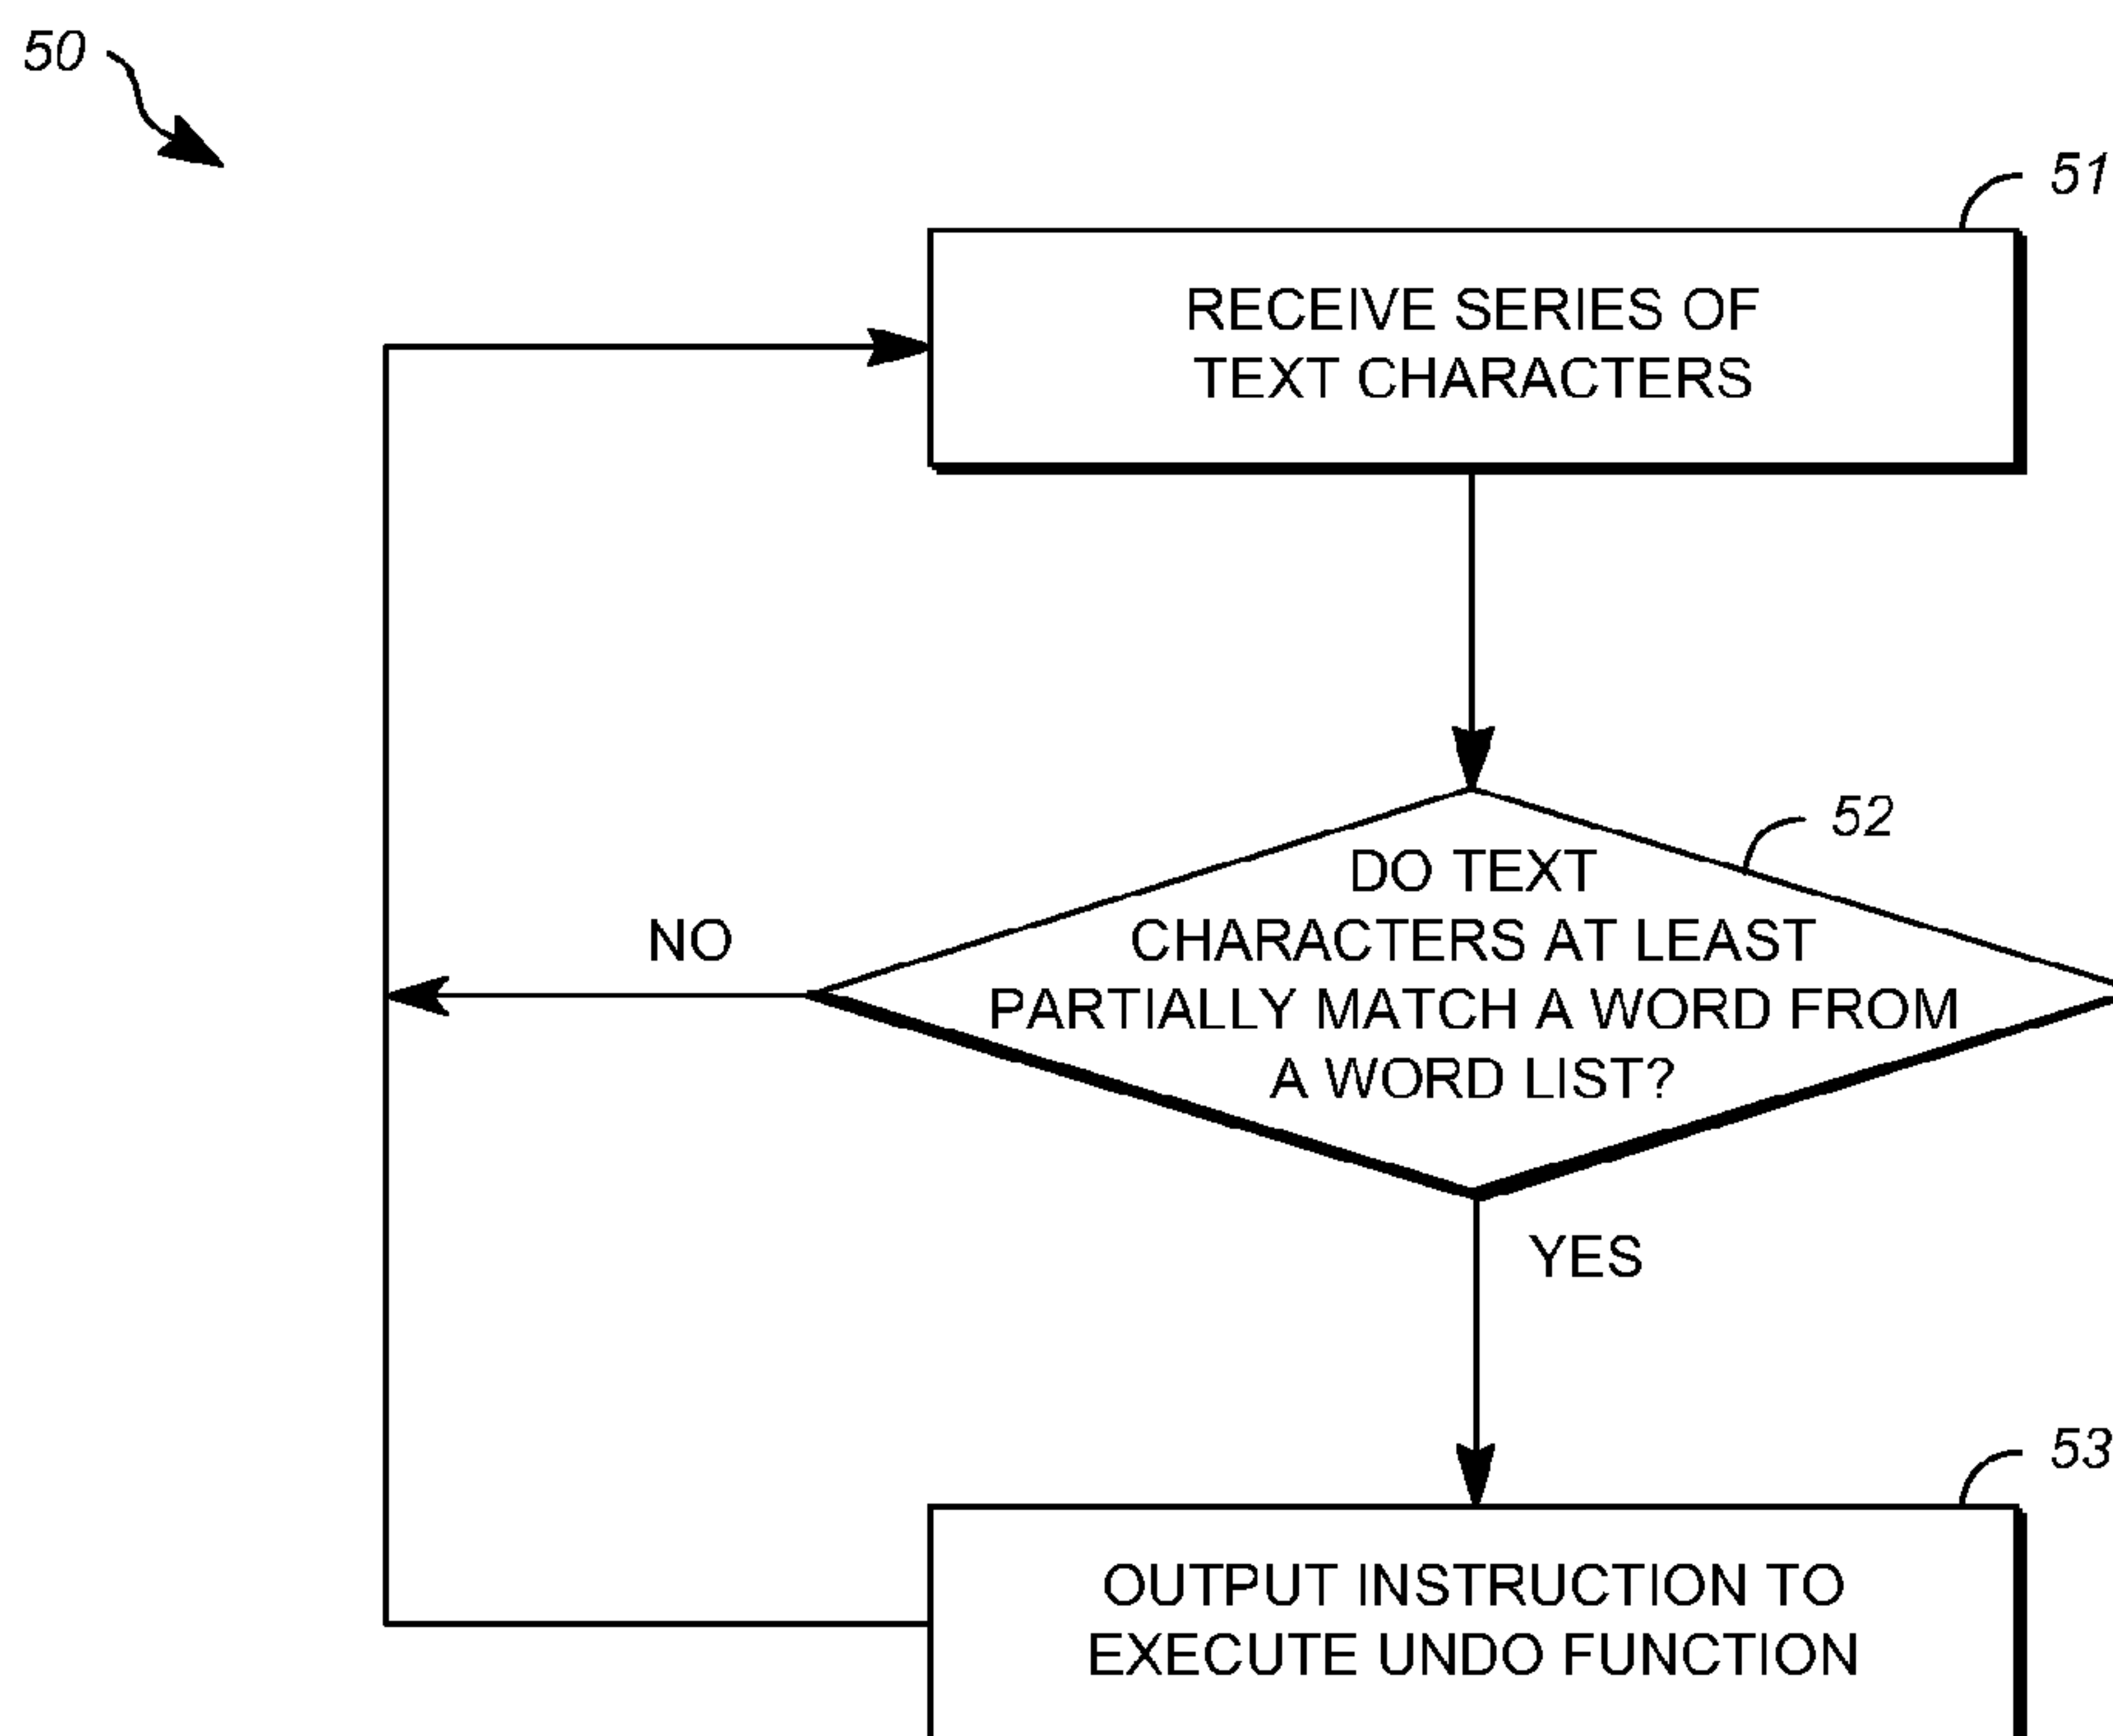 50
51
RECEIVE SERIES OF
TEXT CHARACTERS
52
DO TEXT
CHARACTERS AT LEAST
PARTIALLY MATCH A WORD FROM
A WORD LIST?
NO
YES
53
OUTPUT INSTRUCTION TO
EXECUTE UNDO FUNCTION